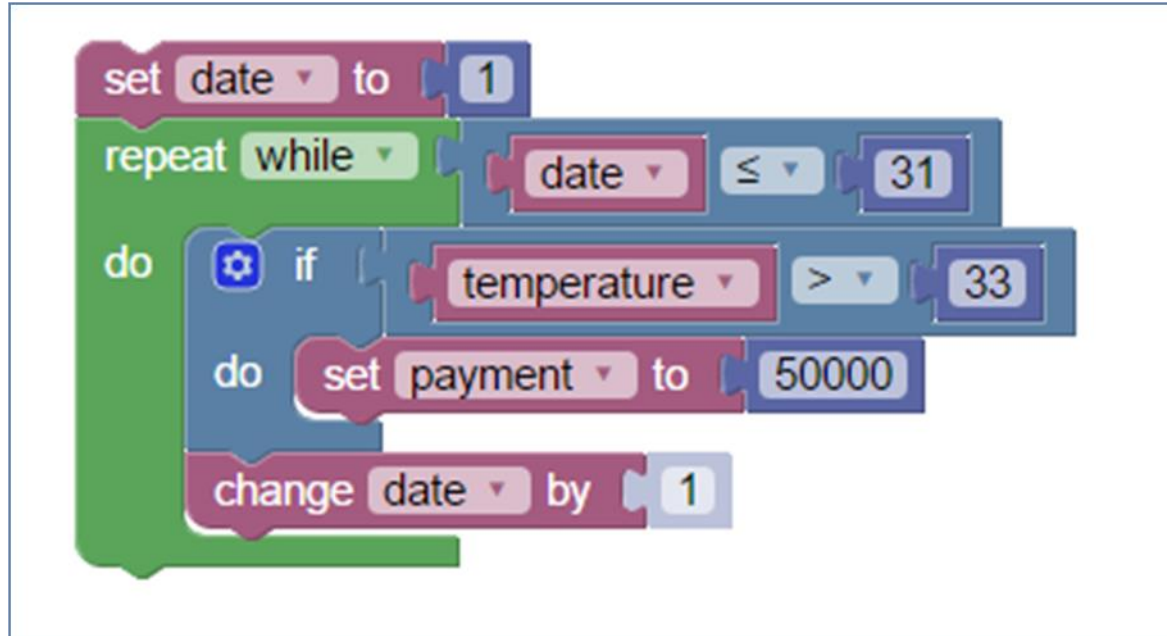 set date to 1
repeat while date ≤ 31
do if temperature > 33
do set payment to 50000
change date by 1